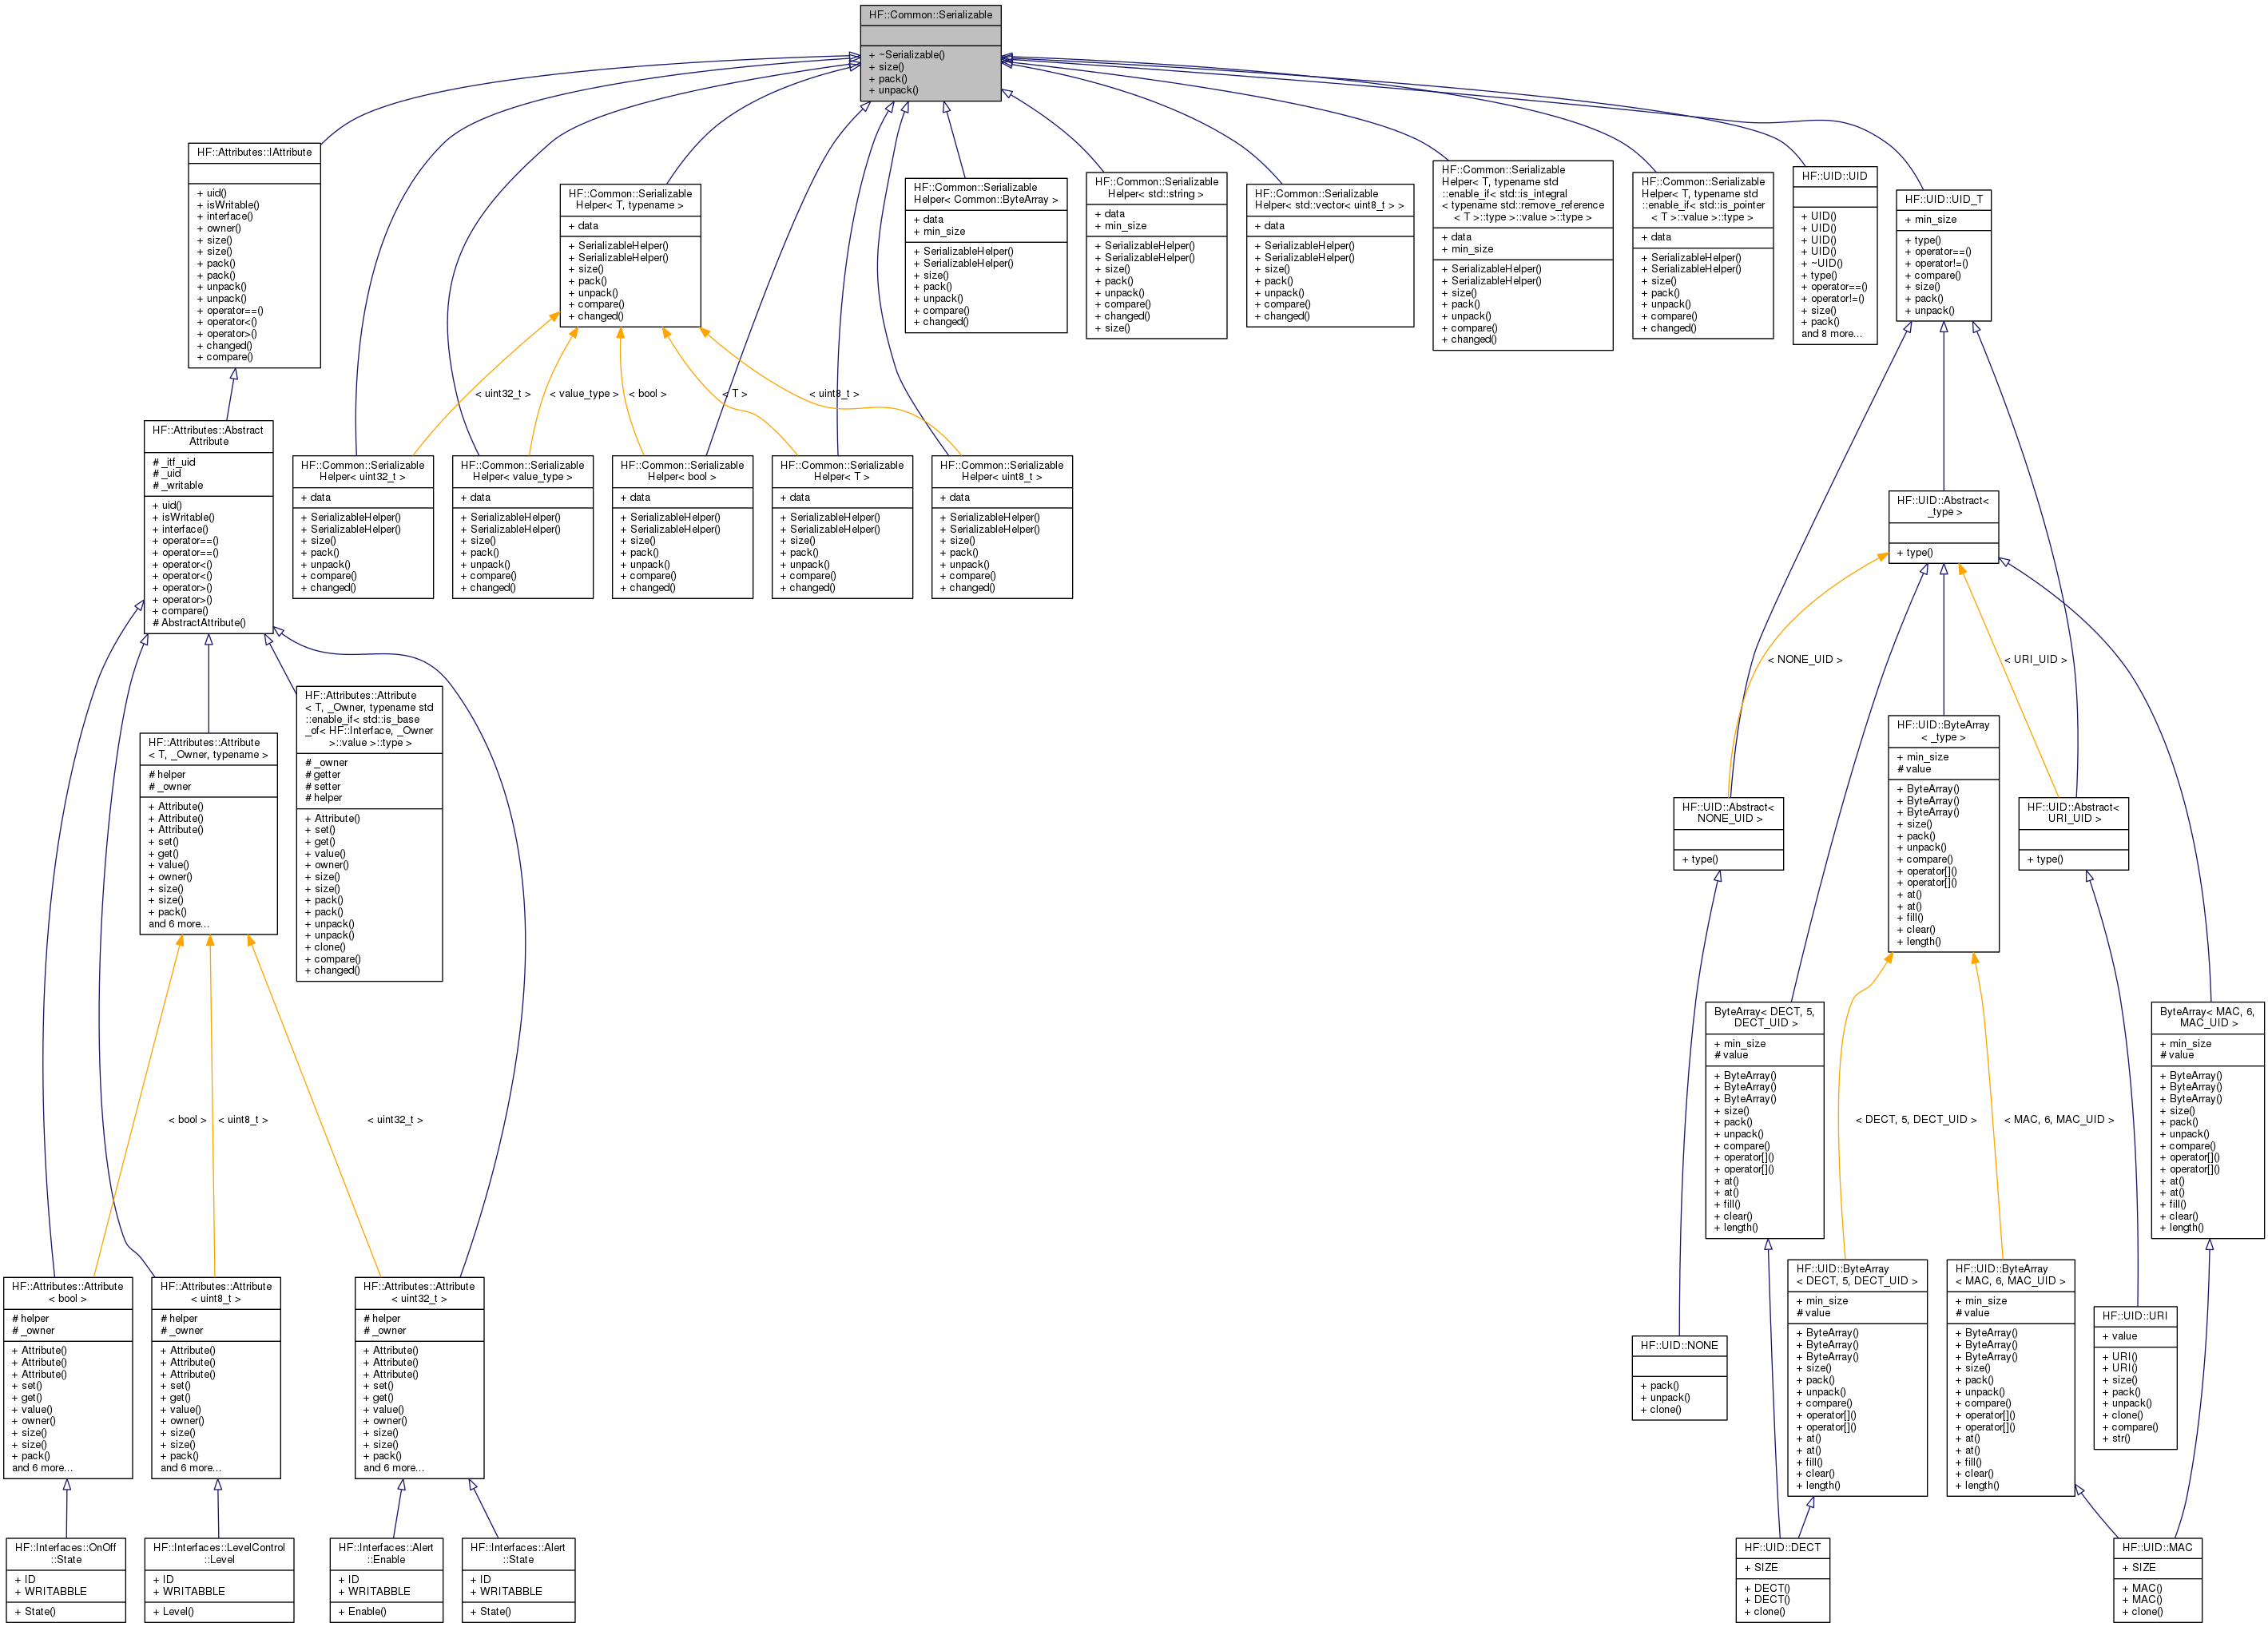 HF::Common::Serializable
+ ~Serializable()
+ size()
+ pack()
+ unpack()
HF::Attributes::IAttribute
+ uid()
+ isWritable()
+ interface()
+ owner()
+ size()
+ size()
+ pack()
+ pack()
+ unpack()
+ unpack()
+ operator==()
+ operator<()
+ operator>()
+ changed()
+ compare()
HF::Common::Serializable
Helper< T, typename >
+ data
+ SerializableHelper()
+ SerializableHelper()
+ size()
+ pack()
+ unpack()
+ compare()
+ changed()
HF::Common::Serializable
Helper< Common::ByteArray >
+ data
+ min_size
+ SerializableHelper()
+ SerializableHelper()
+ size()
+ pack()
+ unpack()
+ compare()
+ changed()
HF::Common::Serializable
Helper< std::string >
+ data
+ min_size
+ SerializableHelper()
+ SerializableHelper()
+ size()
+ pack()
+ unpack()
+ compare()
+ changed()
+ size()
HF::Common::Serializable
Helper< std::vector< uint8_t > >
+ data
+ SerializableHelper()
+ SerializableHelper()
+ size()
+ pack()
+ unpack()
+ compare()
+ changed()
HF::Common::Serializable
Helper< T, typename std
::enable_if< std::is_integral
< typename std::remove_reference
< T >::type >::value >::type >
+ data
+ min_size
+ SerializableHelper()
+ SerializableHelper()
+ size()
+ pack()
+ unpack()
+ compare()
+ changed()
HF::Common::Serializable
Helper< T, typename std
::enable_if< std::is_pointer
< T >::value >::type >
+ data
+ SerializableHelper()
+ SerializableHelper()
+ size()
+ pack()
+ unpack()
+ compare()
+ changed()
HF::UID::UID
+ UID()
+ UID()
+ UID()
+ UID()
+ ~UID()
+ type()
+ operator==()
+ operator!=()
+ size()
+ pack()
and 8 more...
HF::UID::UID_T
+ min_size
+ type()
+ operator==()
+ operator!=()
+ compare()
+ size()
+ pack()
+ unpack()
< uint32_t >
< value_type >
< bool >
< T >
< uint8_t >
HF::Attributes::Abstract
Attribute
# _itf_uid
# _uid
# _writable
+ uid()
+ isWritable()
+ interface()
+ operator==()
+ operator==()
+ operator<()
+ operator<()
+ operator>()
+ operator>()
+ compare()
# AbstractAttribute()
HF::Common::Serializable
Helper< uint32_t >
+ data
+ SerializableHelper()
+ SerializableHelper()
+ size()
+ pack()
+ unpack()
+ compare()
+ changed()
HF::Common::Serializable
Helper< value_type >
+ data
+ SerializableHelper()
+ SerializableHelper()
+ size()
+ pack()
+ unpack()
+ compare()
+ changed()
HF::Common::Serializable
Helper< bool >
+ data
+ SerializableHelper()
+ SerializableHelper()
+ size()
+ pack()
+ unpack()
+ compare()
+ changed()
HF::Common::Serializable
Helper< T >
+ data
+ SerializableHelper()
+ SerializableHelper()
+ size()
+ pack()
+ unpack()
+ compare()
+ changed()
HF::Common::Serializable
Helper< uint8_t >
+ data
+ SerializableHelper()
+ SerializableHelper()
+ size()
+ pack()
+ unpack()
+ compare()
+ changed()
HF::UID::Abstract<
_type >
+ type()
< NONE_UID >
< URI_UID >
HF::Attributes::Attribute
< T, _Owner, typename >
# helper
# _owner
+ Attribute()
+ Attribute()
+ Attribute()
+ set()
+ get()
+ value()
+ owner()
+ size()
+ size()
+ pack()
and 6 more...
HF::Attributes::Attribute
< T, _Owner, typename std
::enable_if< std::is_base
_of< HF::Interface, _Owner
>::value >::type >
# _owner
# getter
# setter
# helper
+ Attribute()
+ set()
+ get()
+ value()
+ owner()
+ size()
+ size()
+ pack()
+ pack()
+ unpack()
+ unpack()
+ clone()
+ compare()
+ changed()
HF::UID::Abstract<
NONE_UID >
+ type()
HF::UID::ByteArray
< _type >
+ min_size
# value
+ ByteArray()
+ ByteArray()
+ ByteArray()
+ size()
+ pack()
+ unpack()
+ compare()
+ operator[]()
+ operator[]()
+ at()
+ at()
+ fill()
+ clear()
+ length()
HF::UID::Abstract<
URI_UID >
+ type()
< bool >
< uint8_t >
< uint32_t >
ByteArray< DECT, 5,
DECT_UID >
+ min_size
# value
+ ByteArray()
+ ByteArray()
+ ByteArray()
+ size()
+ pack()
+ unpack()
+ compare()
+ operator[]()
+ operator[]()
+ at()
+ at()
+ fill()
+ clear()
+ length()
< DECT, 5, DECT_UID >
< MAC, 6, MAC_UID >
ByteArray< MAC, 6,
MAC_UID >
+ min_size
# value
+ ByteArray()
+ ByteArray()
+ ByteArray()
+ size()
+ pack()
+ unpack()
+ compare()
+ operator[]()
+ operator[]()
+ at()
+ at()
+ fill()
+ clear()
+ length()
HF::Attributes::Attribute
< bool >
# helper
# _owner
+ Attribute()
+ Attribute()
+ Attribute()
+ set()
+ get()
+ value()
+ owner()
+ size()
+ size()
+ pack()
and 6 more...
HF::Attributes::Attribute
< uint8_t >
# helper
# _owner
+ Attribute()
+ Attribute()
+ Attribute()
+ set()
+ get()
+ value()
+ owner()
+ size()
+ size()
+ pack()
and 6 more...
HF::Attributes::Attribute
< uint32_t >
# helper
# _owner
+ Attribute()
+ Attribute()
+ Attribute()
+ set()
+ get()
+ value()
+ owner()
+ size()
+ size()
+ pack()
and 6 more...
HF::UID::NONE
+ pack()
+ unpack()
+ clone()
HF::UID::ByteArray
< DECT, 5, DECT_UID >
+ min_size
# value
+ ByteArray()
+ ByteArray()
+ ByteArray()
+ size()
+ pack()
+ unpack()
+ compare()
+ operator[]()
+ operator[]()
+ at()
+ at()
+ fill()
+ clear()
+ length()
HF::UID::ByteArray
< MAC, 6, MAC_UID >
+ min_size
# value
+ ByteArray()
+ ByteArray()
+ ByteArray()
+ size()
+ pack()
+ unpack()
+ compare()
+ operator[]()
+ operator[]()
+ at()
+ at()
+ fill()
+ clear()
+ length()
HF::UID::URI
+ value
+ URI()
+ URI()
+ size()
+ pack()
+ unpack()
+ clone()
+ compare()
+ str()
HF::Interfaces::OnOff
::State
+ ID
+ WRITABBLE
+ State()
HF::Interfaces::LevelControl
::Level
+ ID
+ WRITABBLE
+ Level()
HF::Interfaces::Alert
::Enable
+ ID
+ WRITABBLE
+ Enable()
HF::Interfaces::Alert
::State
+ ID
+ WRITABBLE
+ State()
HF::UID::DECT
+ SIZE
+ DECT()
+ DECT()
+ clone()
HF::UID::MAC
+ SIZE
+ MAC()
+ MAC()
+ clone()